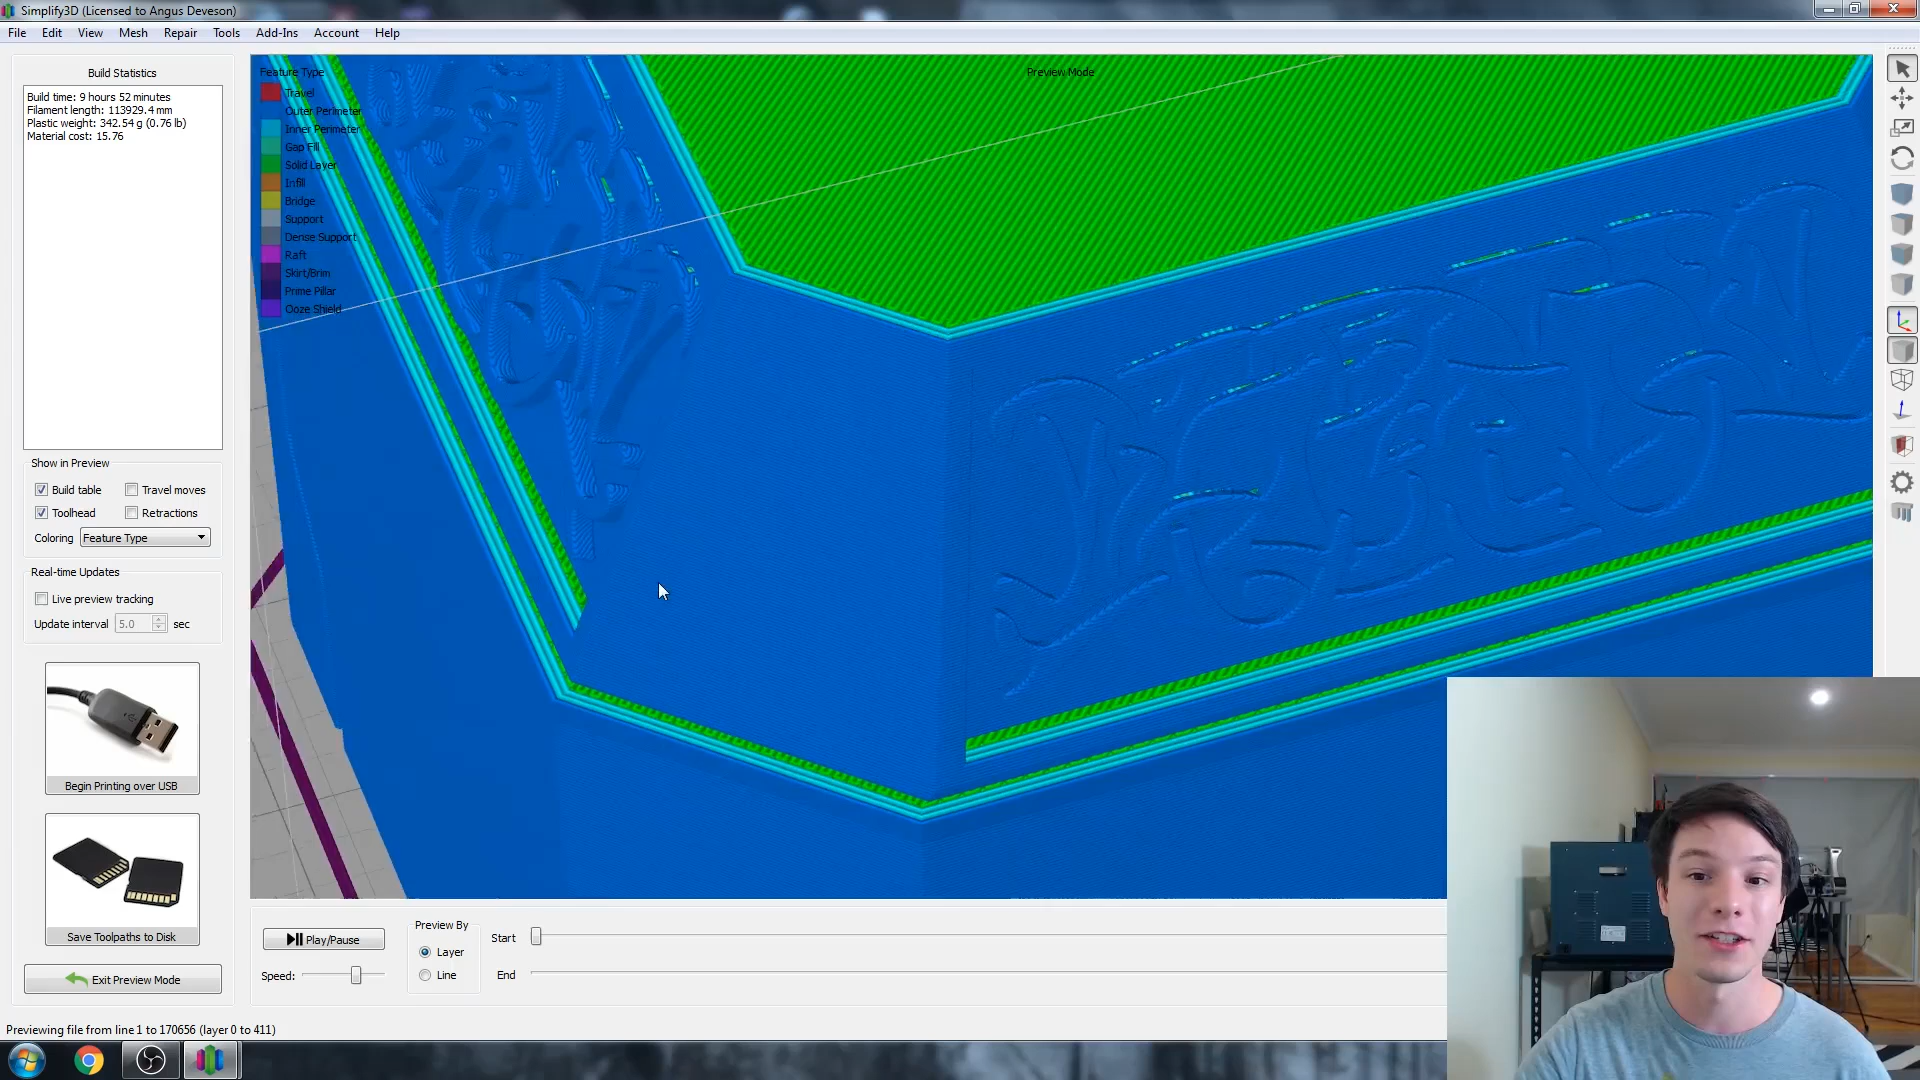 Simplify3D (Licensed to Angus Deveson)
File Edit View Mesh Repair Tools Add-Ins Account Help
Build Statistics
Build time: 9 hours 52 minutes
Filament length: 113929.4 mm
Plastic weight: 342.54 g (0.76 lb)
Material cost: 15.76
Show in Preview
Build table
Travel moves
Toolhead
Retractions
Coloring Feature Type
Real-time Updates
Live preview tracking
Update interval 5.0 sec
Begin Printing over USB
Save Toolpaths to Disk
Exit Preview Mode
Feature Type
Travel
Outer Perimeter
Inner Perimeter
Gap Fill
Solid Layer
Infill
Bridge
Support
Dense Support
Raft
Skirt/Brim
Prime Pillar
Ooze Shield
Preview Mode
Play/Pause
Speed:
Preview By
Layer
Line
Start
End
Previewing file from line 1 to 170656 (layer 0 to 411)